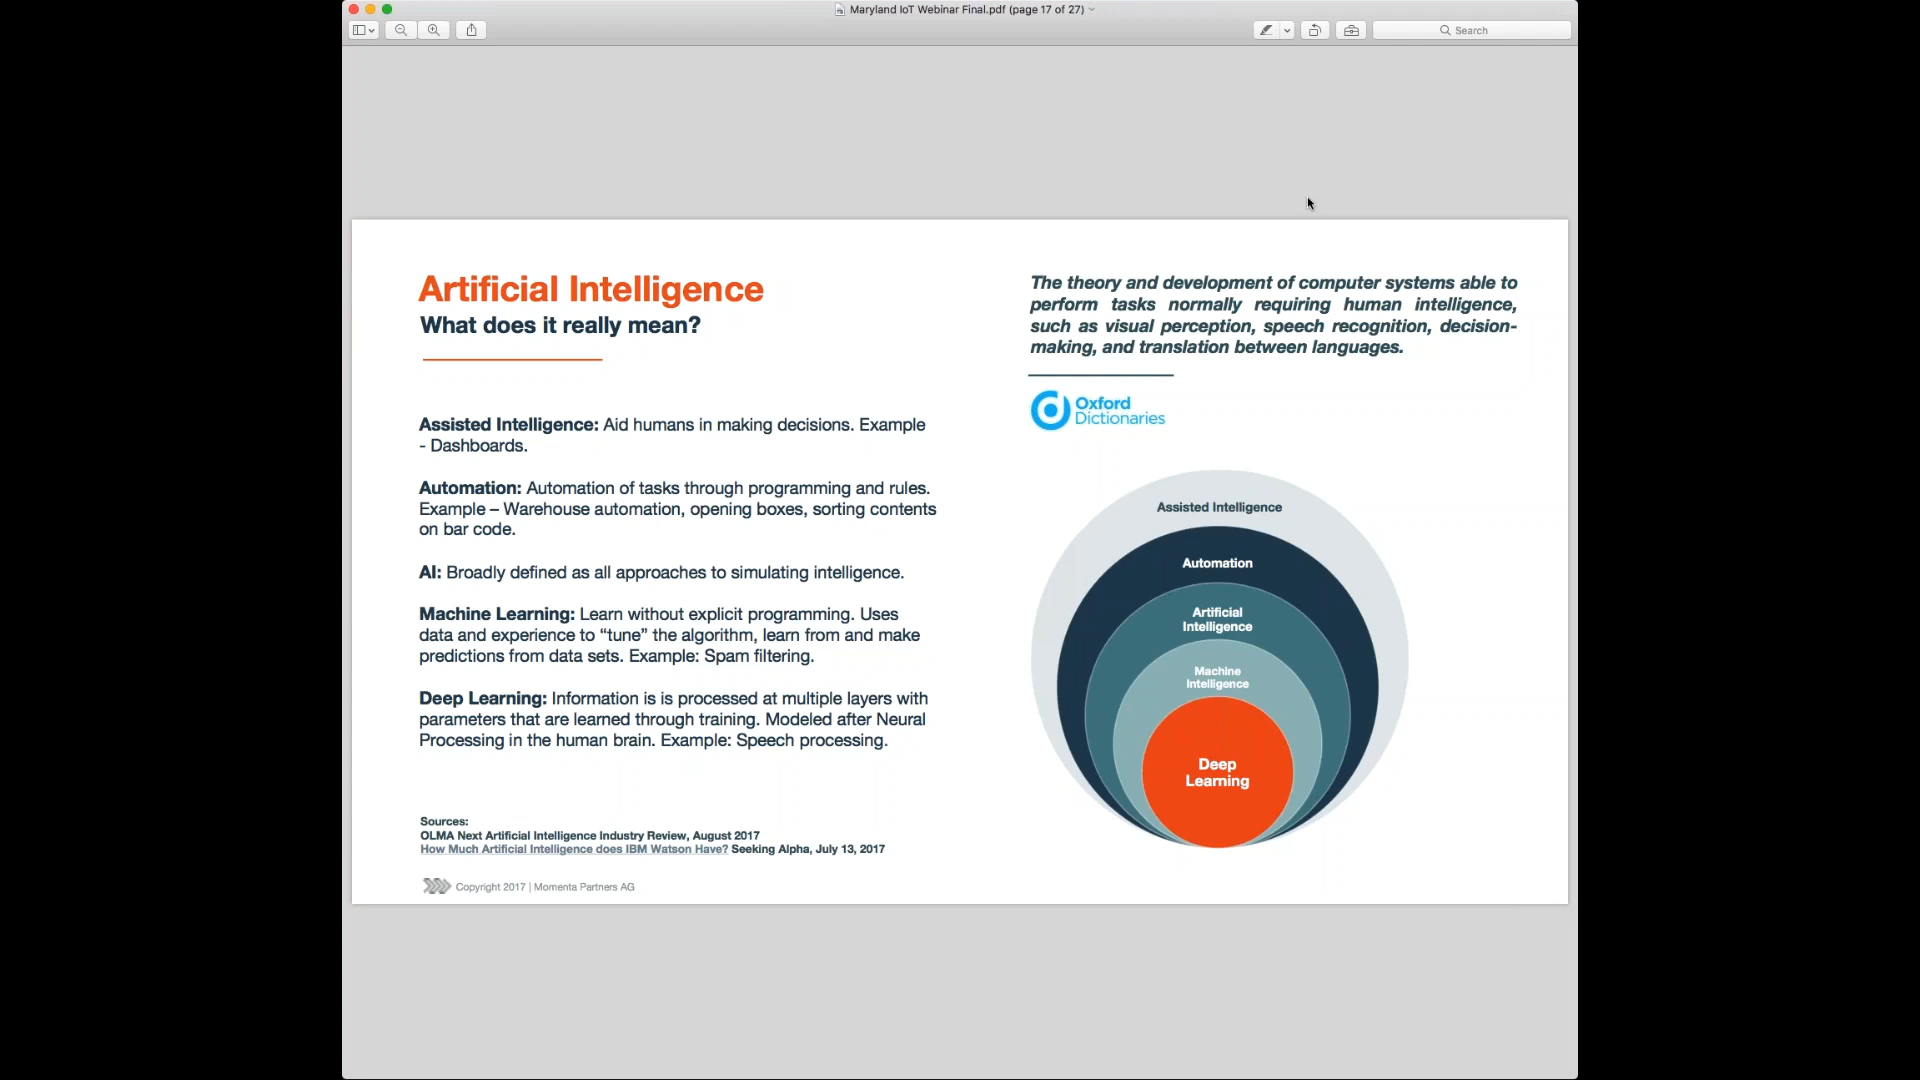 Maryland IoT Webinar Final.pdf (page 17 of 27)
Search
Artificial Intelligence
What does it really mean?
Assisted Intelligence: Aid humans in making decisions. Example
- Dashboards.
Automation: Automation of tasks through programming and rules.
Example – Warehouse automation, opening boxes, sorting contents
on bar code.
AI: Broadly defined as all approaches to simulating intelligence.
Machine Learning: Learn without explicit programming. Uses
data and experience to “tune” the algorithm, learn from and make
predictions from data sets. Example: Spam filtering.
Deep Learning: Information is is processed at multiple layers with
parameters that are learned through training. Modeled after Neural
Processing in the human brain. Example: Speech processing.
Sources:
OLMA Next Artificial Intelligence Industry Review, August 2017
How Much Artificial Intelligence does IBM Watson Have? Seeking Alpha, July 13, 2017
Copyright 2017 | Momenta Partners AG
The theory and development of computer systems able to
perform tasks normally requiring human intelligence,
such as visual perception, speech recognition, decision-
making, and translation between languages.
Oxford
Dictionaries
Assisted Intelligence
Automation
Artificial
Intelligence
Machine
Intelligence
Deep
Learning